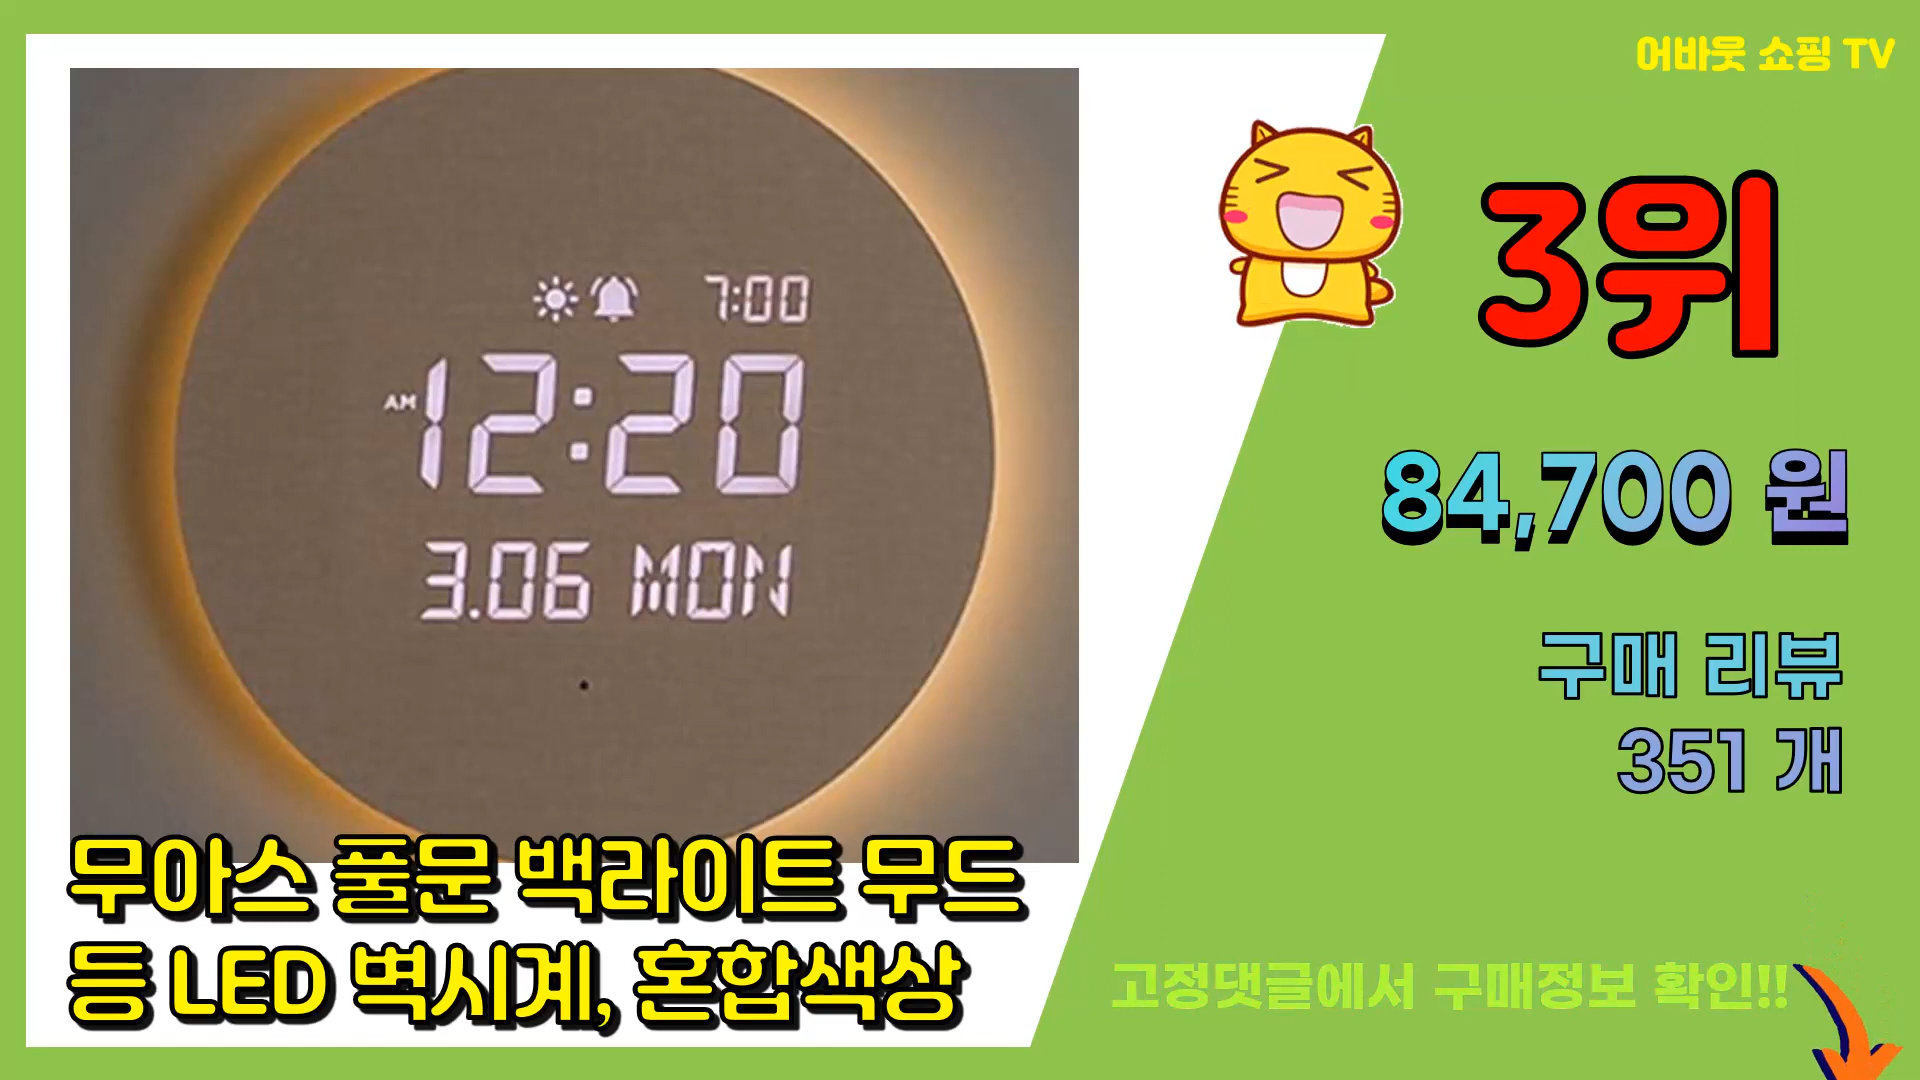 어바웃 쇼핑 TV
3위
7:00
AM 12:20
3.06 MON
84,700 원
구매 리뷰
351 개
무아스 풀문 백라이트 무드
등 LED 벽시계, 혼합색상
고정댓글에서 구매정보 확인!!